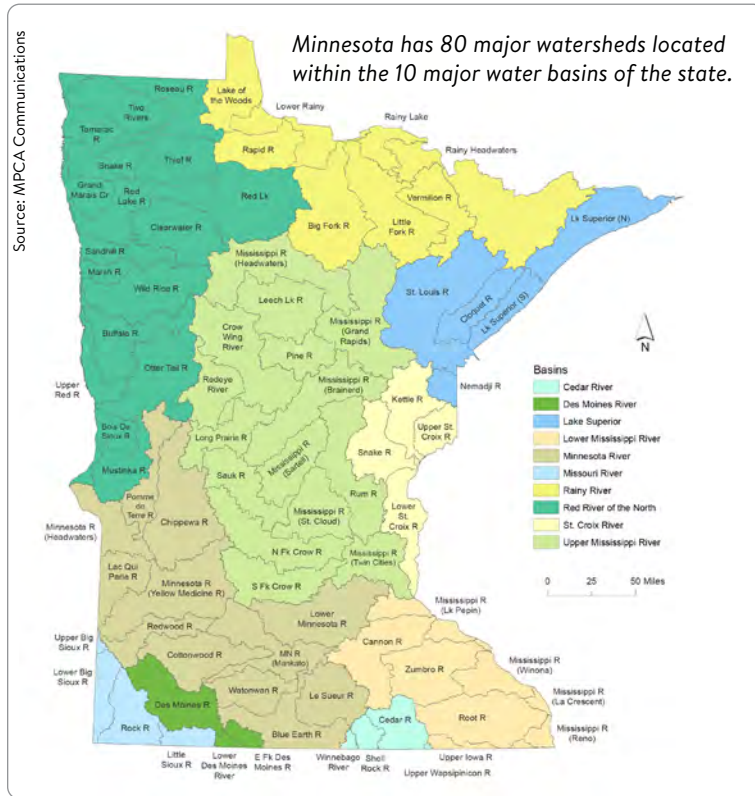 Source: MPCA Communications
Minnesota has 80 major watersheds located
within the 10 major water basins of the state.
Roseau R
Lake of
the Woods
Two
Rivers
Lower Rainy
Rainy Lake
Tamarac
R
Rapid R
Rainy Headwaters
Snake R
Thief R
Grand
Marais Cr
Red
Lake R
Red Lk
Vermilion R
Clearwater R
Big Fork R
Little
Fork R
Lk Superior (N)
Sandhill R
Mississippi R
(Headwaters)
Marsh R
Wild Rice R
Leech Lk R
St. Louis R
Cloquet R
Lk Superior (S)
Mississippi R
(Grand
Rapids)
Buffalo R
Crow
Wing
River
Pine R
N
Otter Tail R
Upper
Red R
Redeye
River
Mississippi R
(Brainerd)
Nemadji R
Kettle R
Bois De
Sioux R
Long Prairie R
Upper St.
Croix R
Mustinka R
Mississippi R
(Sartell)
Snake R
Sauk R
Pomme
de
Terre R
Rum R
Minnesota R
(Headwaters)
Chippewa R
Mississippi R
(St. Cloud)
Lower
St.
Croix R
N Fk Crow R
Mississippi R
(Twin Cities)
Lac Qui
Parle R
Minnesota R
(Yellow Medicine R)
S Fk Crow R
Mississippi R
(Lk Pepin)
Lower
Minnesota R
Redwood R
Cannon R
Upper Big
Sioux R
Cottonwood R
MN R
(Mankato)
Zumbro R
Mississippi R
(Winona)
Lower Big
Sioux R
Watonwan R
Le Sueur R
Des Moines R
Mississippi R
(La Crescent)
Rock R
Cedar R
Root R
Blue Earth R
Mississippi R
(Reno)
Little
Sioux R
Lower
Des Moines
River
E Fk Des
Moines R
Winnebago
River
Shell
Rock R
Upper Iowa R
Upper Wapsipinicon R
Basins
Cedar River
Des Moines River
Lake Superior
Lower Mississippi River
Minnesota River
Missouri River
Rainy River
Red River of the North
St. Croix River
Upper Mississippi River
0 25 50 Miles